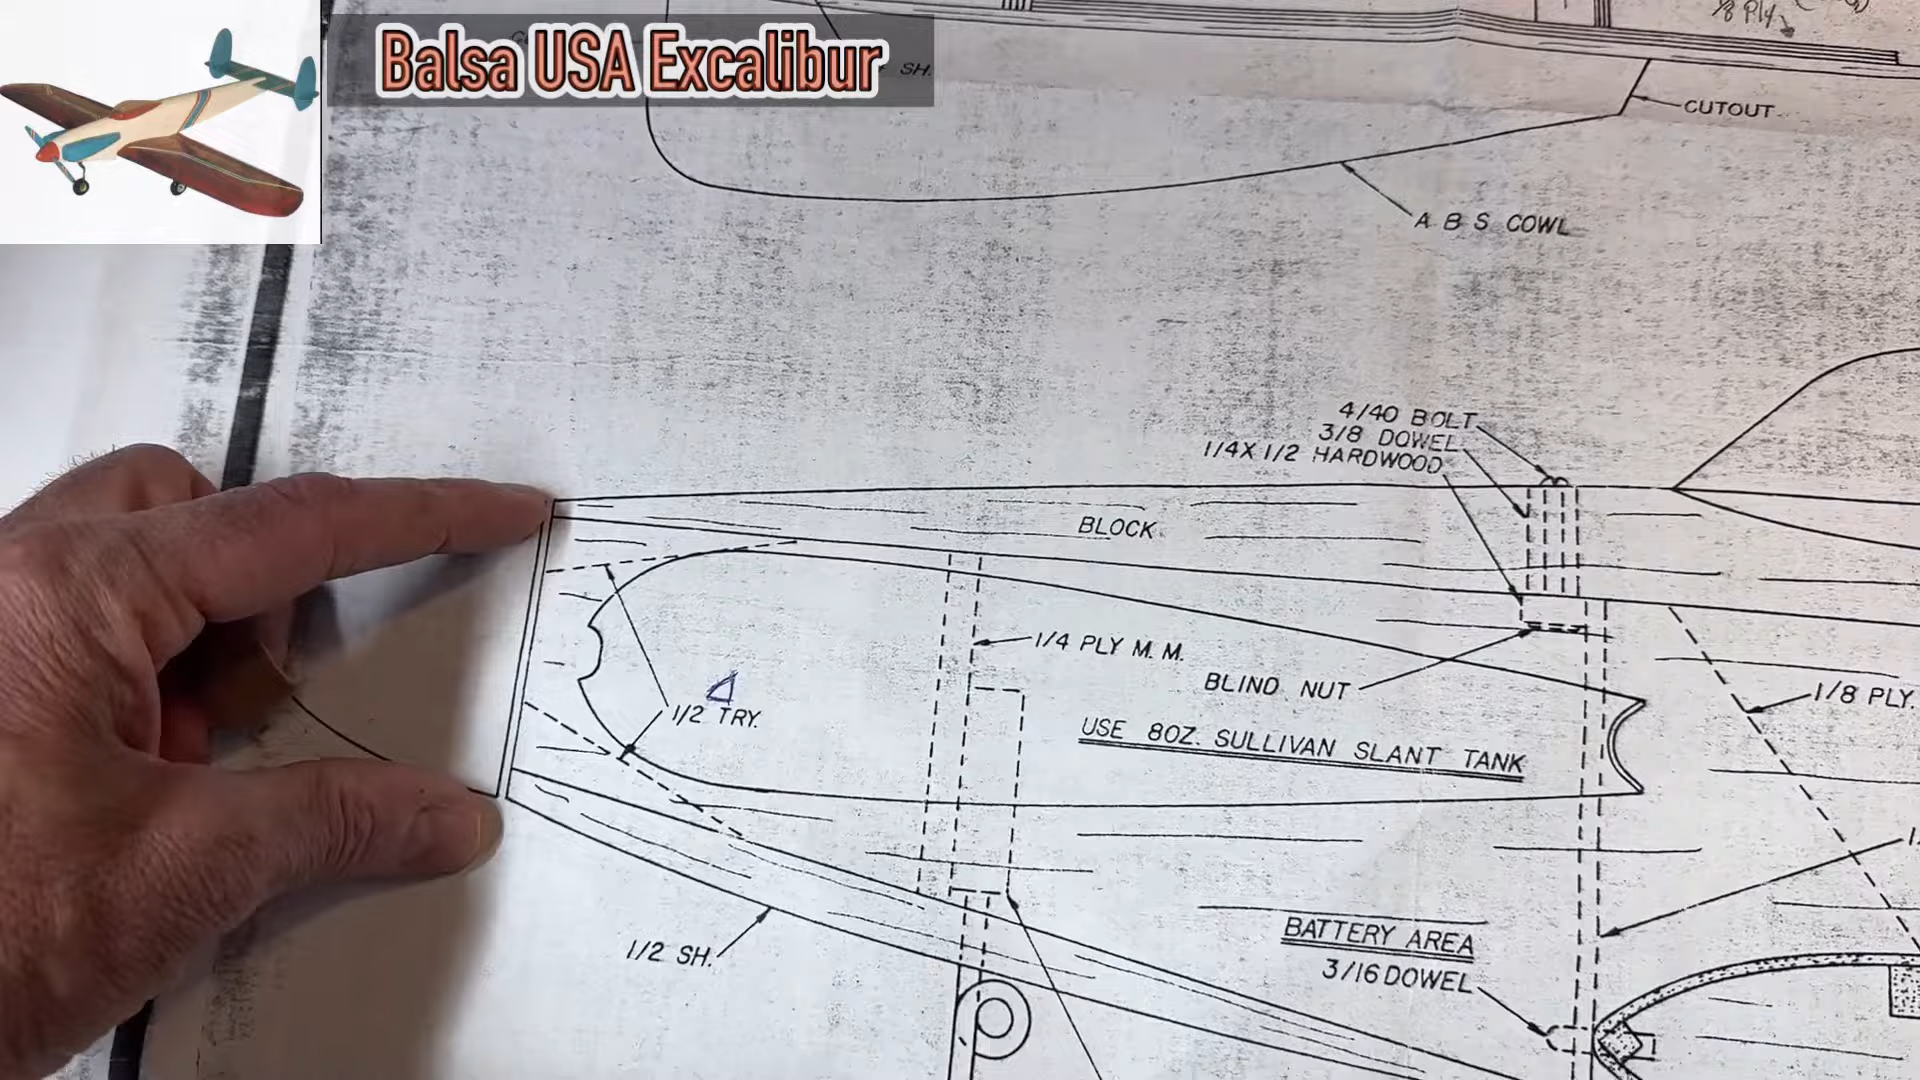 Balsa USA Excalibur
SH.
1/8 Ply
CUTOUT
A B S COWL
4/40 BOLT
3/8 DOWEL
1/4 X 1/2 HARDWOOD
BLOCK
1/4 PLY M. M.
BLIND NUT
1/8 PLY.
1/2 TRY.
USE 8OZ. SULLIVAN SLANT TANK
1/2 SH.
BATTERY AREA
3/16 DOWEL